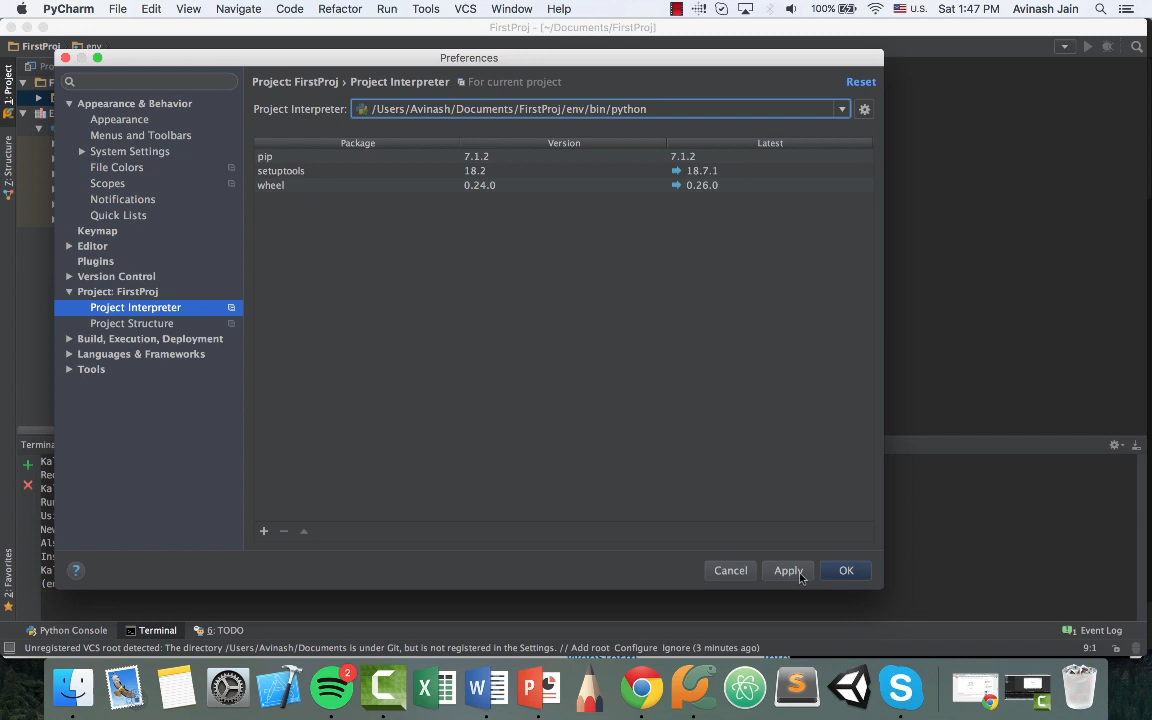 PyCharm File Edit View Navigate Code Refactor Run Tools VCS Window Help 100% U.S. Sat 1:47 PM Avinash Jain
FirstProj - [~/Documents/FirstProj]
FirstProj env
Preferences
1: Project
Z: Structure
2: Favorites
Project: FirstProj › Project Interpreter For current project Reset
Project Interpreter: /Users/Avinash/Documents/FirstProj/env/bin/python
Appearance & Behavior
Appearance
Menus and Toolbars
System Settings
File Colors
Scopes
Notifications
Quick Lists
Keymap
Editor
Plugins
Version Control
Project: FirstProj
Project Interpreter
Project Structure
Build, Execution, Deployment
Languages & Frameworks
Tools
Package Version Latest
pip 7.1.2 7.1.2
setuptools 18.2 18.7.1
wheel 0.24.0 0.26.0
? Cancel Apply OK
Python Console Terminal 6: TODO 1 Event Log
Unregistered VCS root detected: The directory /Users/Avinash/Documents is under Git, but is not registered in the Settings. // Add root Configure Ignore (3 minutes ago) 9:1
2